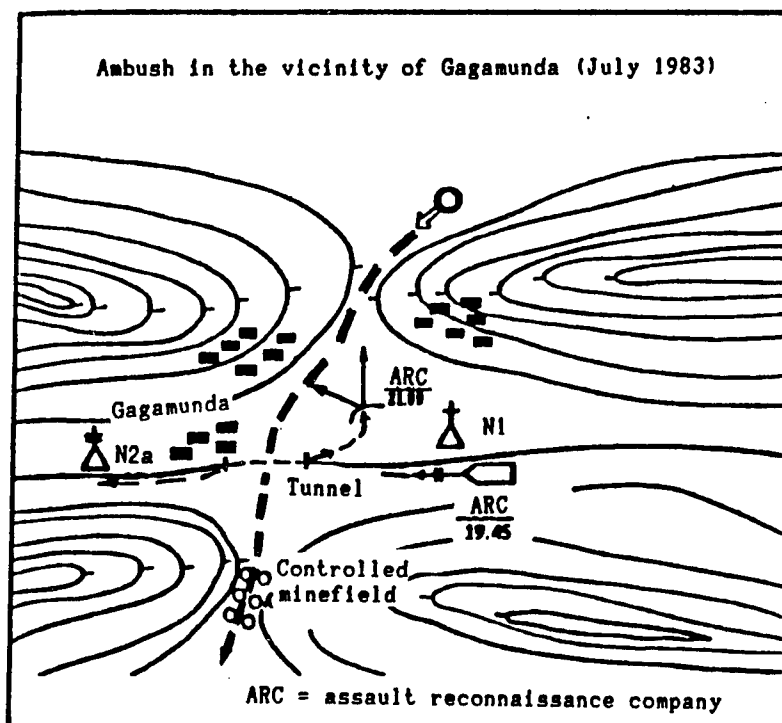 Ambush in the vicinity of Gagamunda (July 1983)
ARC
Gagamunda
N1
N2a
Tunnel
ARC
19.45
Controlled
minefield
ARC = assault reconnaissance company